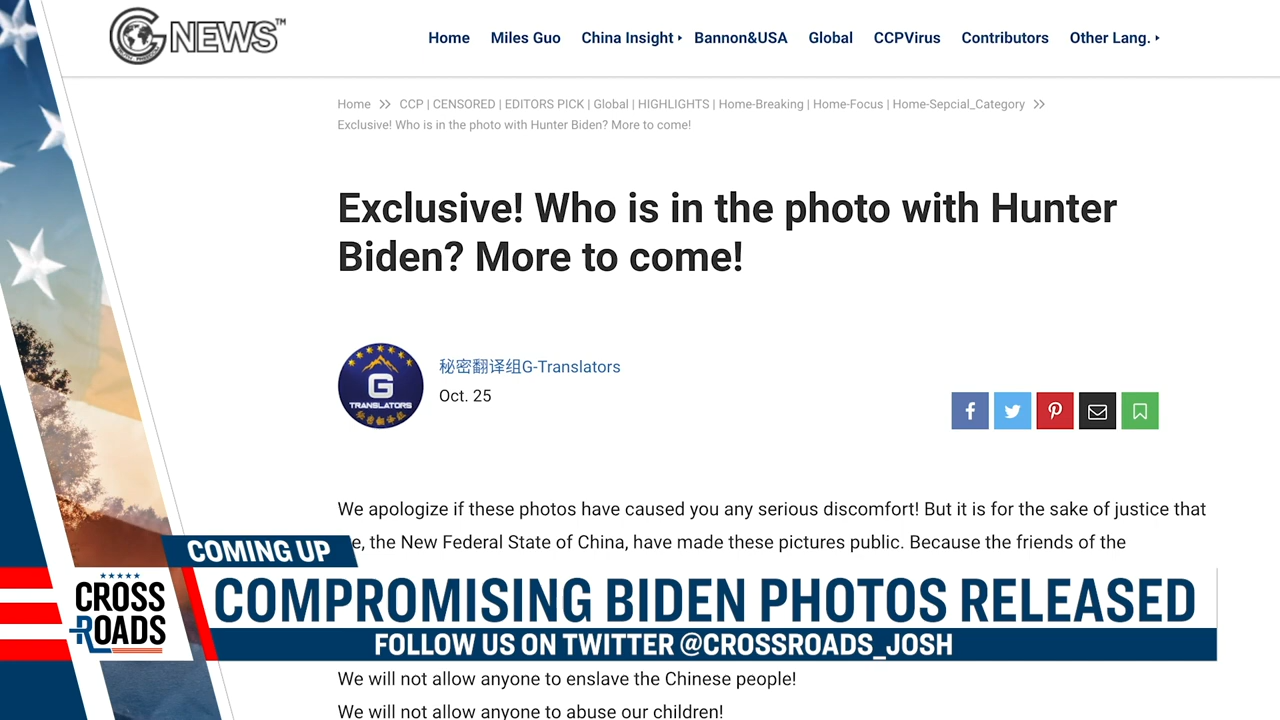 G NEWS™
Home Miles Guo China Insight Bannon&USA Global CCPVirus Contributors Other Lang.
Home >> CCP | CENSORED | EDITORS PICK | Global | HIGHLIGHTS | Home-Breaking | Home-Focus | Home-Sepcial_Category >>
Exclusive! Who is in the photo with Hunter Biden? More to come!
Exclusive! Who is in the photo with Hunter
Biden? More to come!
G
TRANSLATORS
秘密翻译组
秘密翻译组G-Translators
Oct. 25
We apologize if these photos have caused you any serious discomfort! But it is for the sake of justice that
, the New Federal State of China, have made these pictures public. Because the friends of the
COMING UP
CROSS
ROADS
COMPROMISING BIDEN PHOTOS RELEASED
FOLLOW US ON TWITTER @CROSSROADS_JOSH
We will not allow anyone to enslave the Chinese people!
We will not allow anyone to abuse our children!